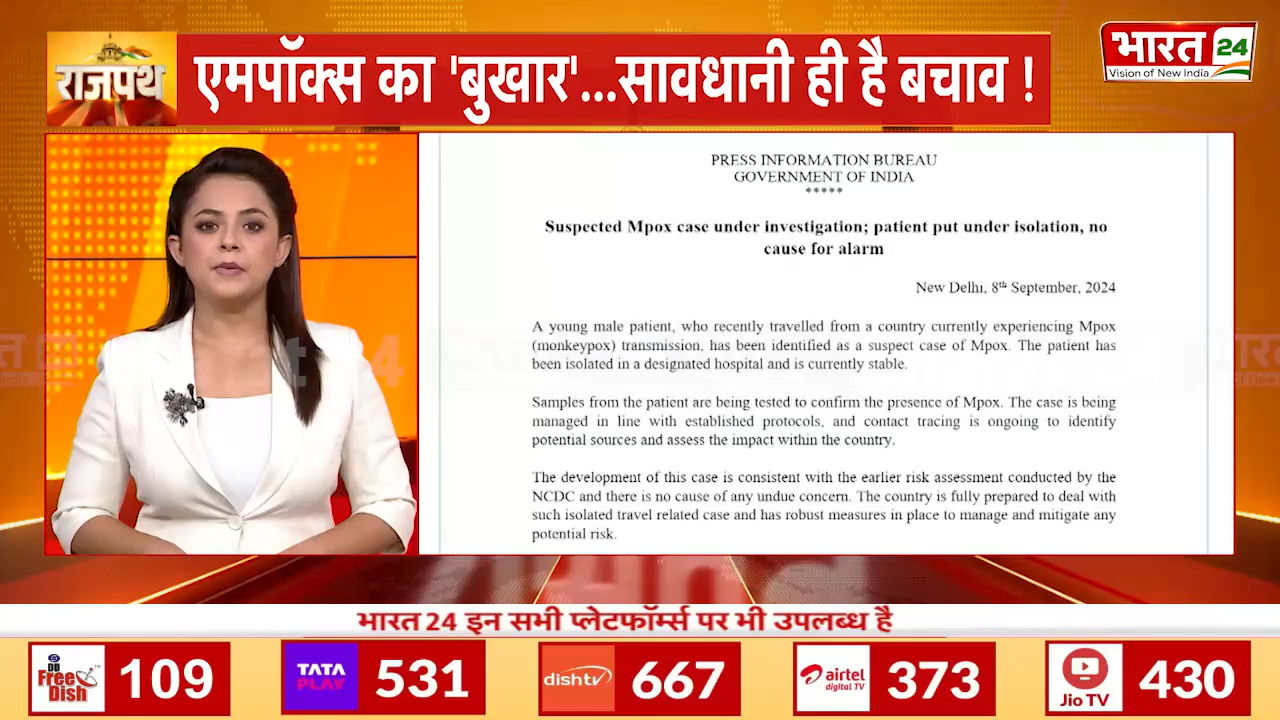 राजपथ
एमपॉक्स का 'बुखार'...सावधानी ही है बचाव !
भारत 24
Vision of New India
PRESS INFORMATION BUREAU
GOVERNMENT OF INDIA
*****
Suspected Mpox case under investigation; patient put under isolation, no
cause for alarm
New Delhi, 8th September, 2024
A young male patient, who recently travelled from a country currently experiencing Mpox
(monkeypox) transmission, has been identified as a suspect case of Mpox. The patient has
been isolated in a designated hospital and is currently stable.
Samples from the patient are being tested to confirm the presence of Mpox. The case is being
managed in line with established protocols, and contact tracing is ongoing to identify
potential sources and assess the impact within the country.
The development of this case is consistent with the earlier risk assessment conducted by the
NCDC and there is no cause of any undue concern. The country is fully prepared to deal with
such isolated travel related case and has robust measures in place to manage and mitigate any
potential risk.
भारत 24 इन सभी प्लेटफॉर्म्स पर भी उपलब्ध है
DD Free Dish 109
TATA PLAY 531
dishtv 667
airtel digital TV 373
Jio TV 430